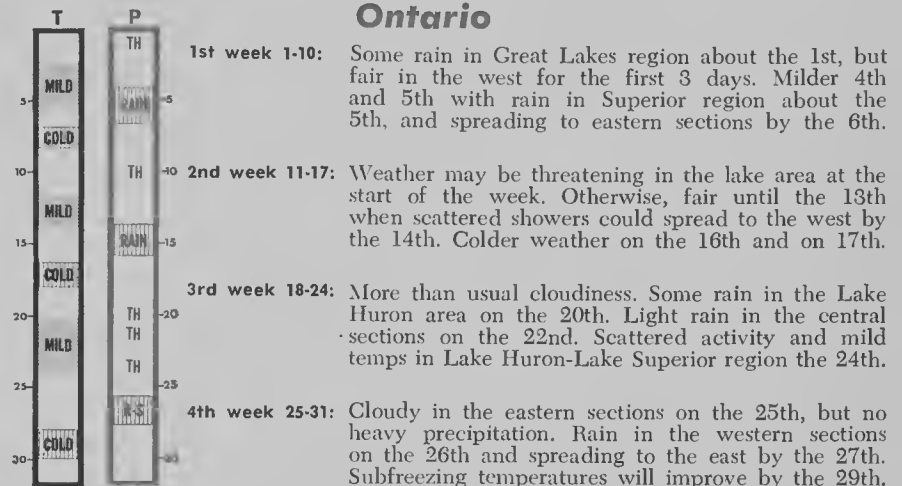 Ontario
T P
TH
MILD
RAIN
5 5
COLD
10 TH 10
MILD
RAIN
15 15
COLD
20 TH 20
TH
MILD
TH
25 25
R-S
COLD
30 30
1st week 1-10: Some rain in Great Lakes region about the 1st, but
fair in the west for the first 3 days. Milder 4th
and 5th with rain in Superior region about the
5th, and spreading to eastern sections by the 6th.
2nd week 11-17: Weather may be threatening in the lake area at the
start of the week. Otherwise, fair until the 13th
when scattered showers could spread to the west by
the 14th. Colder weather on the 16th and on 17th.
3rd week 18-24: More than usual cloudiness. Some rain in the Lake
Huron area on the 20th. Light rain in the central
sections on the 22nd. Scattered activity and mild
temps in Lake Huron-Lake Superior region the 24th.
4th week 25-31: Cloudy in the eastern sections on the 25th, but no
heavy precipitation. Rain in the western sections
on the 26th and spreading to the east by the 27th.
Subfreezing temperatures will improve by the 29th.